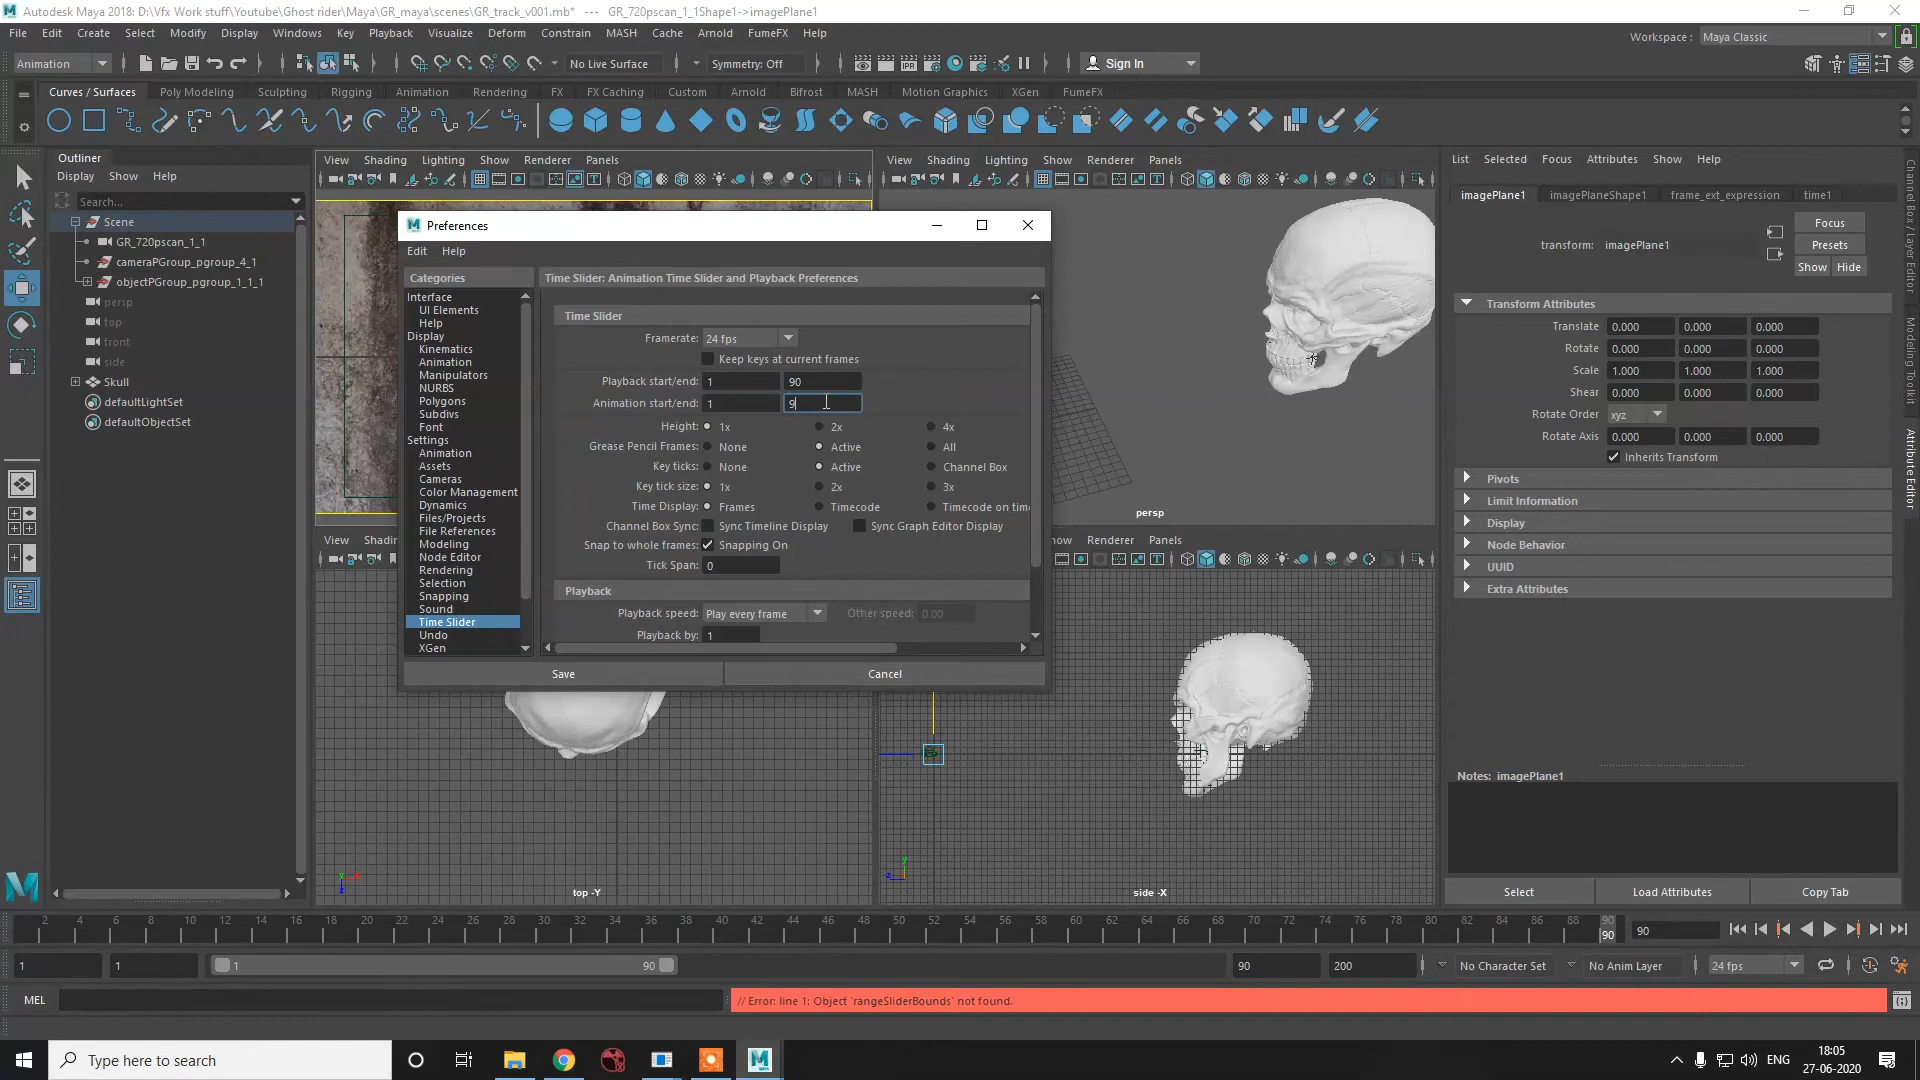 Autodesk Maya 2018: D:\Vfx Work stuff\Youtube\Ghost rider\Maya\GR_maya\scenes\GR_track_v001.mb* --- GR_720pscan_1_1Shape1->imagePlane1
File Edit Create Select Modify Display Windows Key Playback Visualize Deform Constrain MASH Cache Arnold FumeFX Help Workspace : Maya Classic
Animation No Live Surface Symmetry: Off IPR Sign In
Curves / Surfaces Poly Modeling Sculpting Rigging Animation Rendering FX FX Caching Custom Arnold Bifrost MASH Motion Graphics XGen FumeFX
Outliner
Display Show Help
Search...
Scene
GR_720pscan_1_1
cameraPGroup_pgroup_4_1
objectPGroup_pgroup_1_1_1
persp
top
front
side
Skull
defaultLightSet
defaultObjectSet
View Shading Lighting Show Renderer Panels
View Shading Lighting Show Renderer Panels
Preferences
Edit Help
Categories
Interface
UI Elements
Help
Display
Kinematics
Animation
Manipulators
NURBS
Polygons
Subdivs
Font
Settings
Animation
Assets
Cameras
Color Management
Dynamics
Files/Projects
File References
Modeling
Node Editor
Rendering
Selection
Snapping
Sound
Time Slider
Undo
XGen
Time Slider: Animation Time Slider and Playback Preferences
Time Slider
Framerate: 24 fps
Keep keys at current frames
Playback start/end: 1 90
Animation start/end: 1 9
Height: 1x 2x 4x
Grease Pencil Frames: None Active All
Key ticks: None Active Channel Box
Key tick size: 1x 2x 3x
Time Display: Frames Timecode Timecode on tim
Channel Box Sync: Sync Timeline Display Sync Graph Editor Display
Snap to whole frames: Snapping On
Tick Span: 0
Playback
Playback speed: Play every frame Other speed: 0.00
Playback by: 1
Save Cancel
persp
View Shadin
how Renderer Panels
top -Y
side -X
List Selected Focus Attributes Show Help
imagePlane1 imagePlaneShape1 frame_ext_expression time1
transform: imagePlane1
Focus
Presets
Show Hide
Transform Attributes
Translate 0.000 0.000 0.000
Rotate 0.000 0.000 0.000
Scale 1.000 1.000 1.000
Shear 0.000 0.000 0.000
Rotate Order xyz
Rotate Axis 0.000 0.000 0.000
Inherits Transform
Pivots
Limit Information
Display
Node Behavior
UUID
Extra Attributes
Notes: imagePlane1
Select Load Attributes Copy Tab
Channel Box / Layer Editor
Modeling Toolkit
Attribute Editor
2 4 6 8 10 12 14 16 18 20 22 24 26 28 30 32 34 36 38 40 42 44 46 48 50 52 54 56 58 60 62 64 66 68 70 72 74 76 78 80 82 84 86 88 90
90 90
1 1 1 90 90 200 No Character Set No Anim Layer 24 fps
MEL // Error: line 1: Object 'rangeSliderBounds' not found.
Type here to search
ENG
18:05
27-06-2020